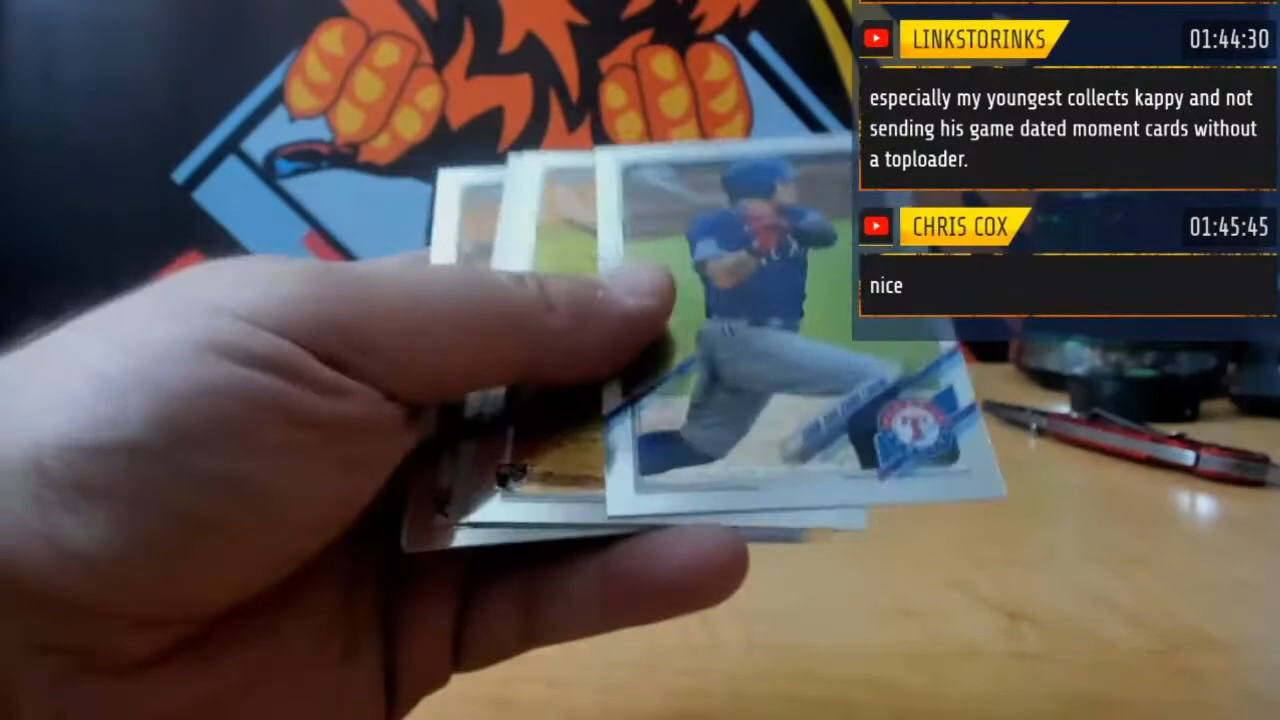 LINKSTORINKS 01:44:30
especially my youngest collects kappy and not
sending his game dated moment cards without
a toploader.
CHRIS COX 01:45:45
nice
T